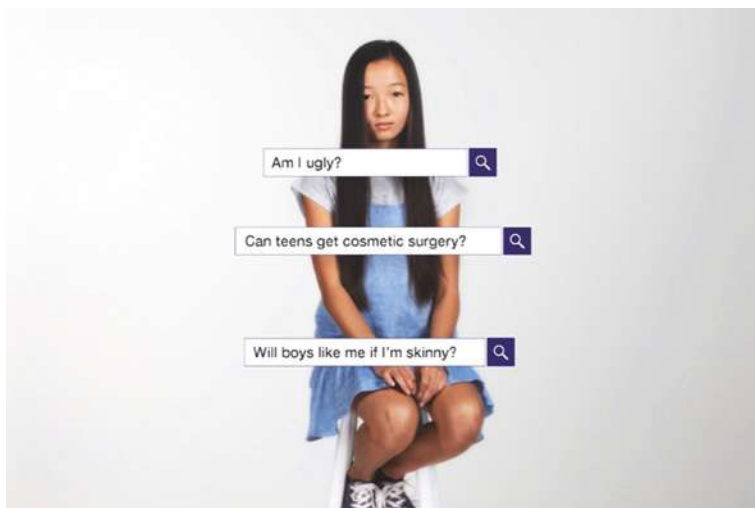 Am I ugly?
Can teens get cosmetic surgery?
Will boys like me if I'm skinny?